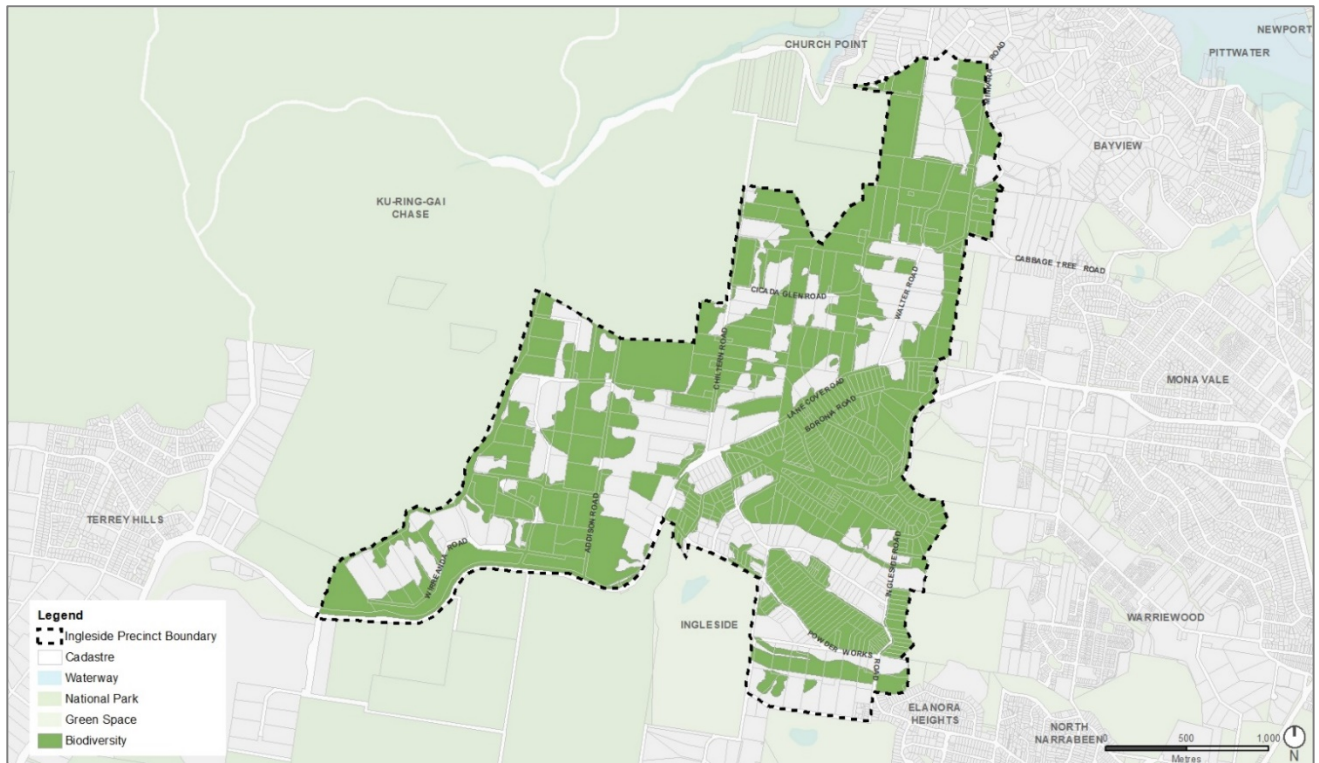 CHURCH POINT
NEWPORT
PITTWATER
MINKARA ROAD
BAYVIEW
KU-RING-GAI
CHASE
CABBAGE TREE ROAD
CICADA GLEN ROAD
WALTER ROAD
CHILTERN ROAD
MONA VALE
LANE COVE ROAD
BORONIA ROAD
TERREY HILLS
ADDISON ROAD
WIRREANDA ROAD
INGLESIDE ROAD
INGLESIDE
WARRIEWOOD
POWDER WORKS ROAD
ELANORA
HEIGHTS
NORTH
NARRABEEN
Legend
Ingleside Precinct Boundary
Cadastre
Waterway
National Park
Green Space
Biodiversity
0 500 1,000
Metres
N